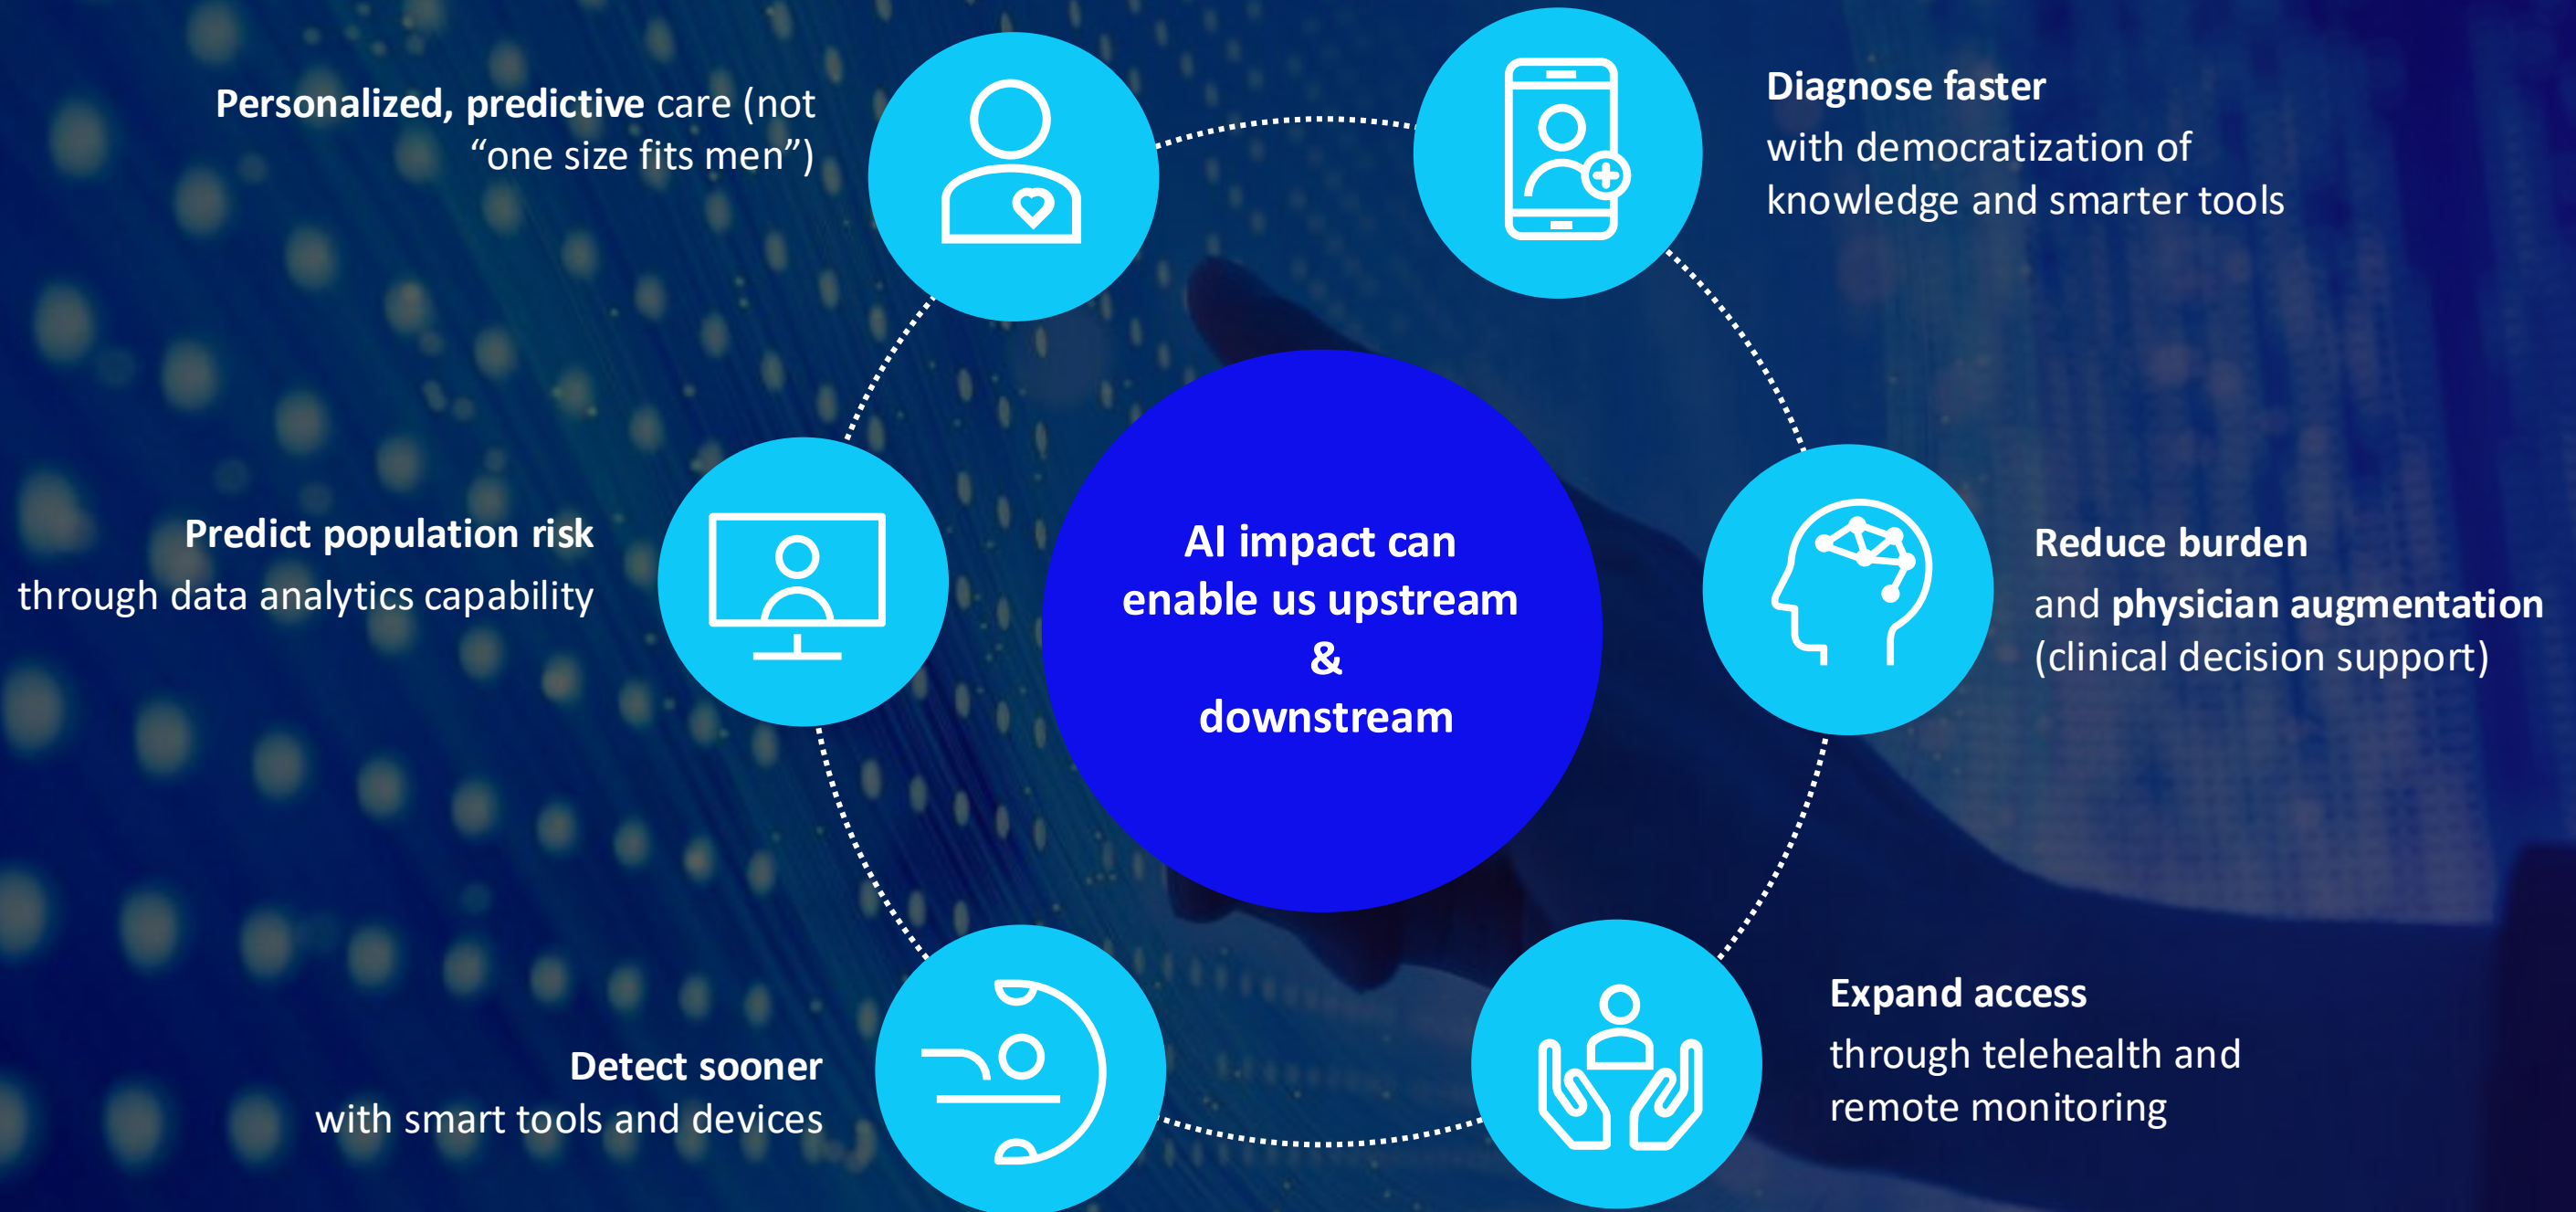 Personalized, predictive care (not
“one size fits men”)
Diagnose faster
with democratization of
knowledge and smarter tools
Predict population risk
through data analytics capability
AI impact can
enable us upstream
&
downstream
Reduce burden
and physician augmentation
(clinical decision support)
Detect sooner
with smart tools and devices
Expand access
through telehealth and
remote monitoring